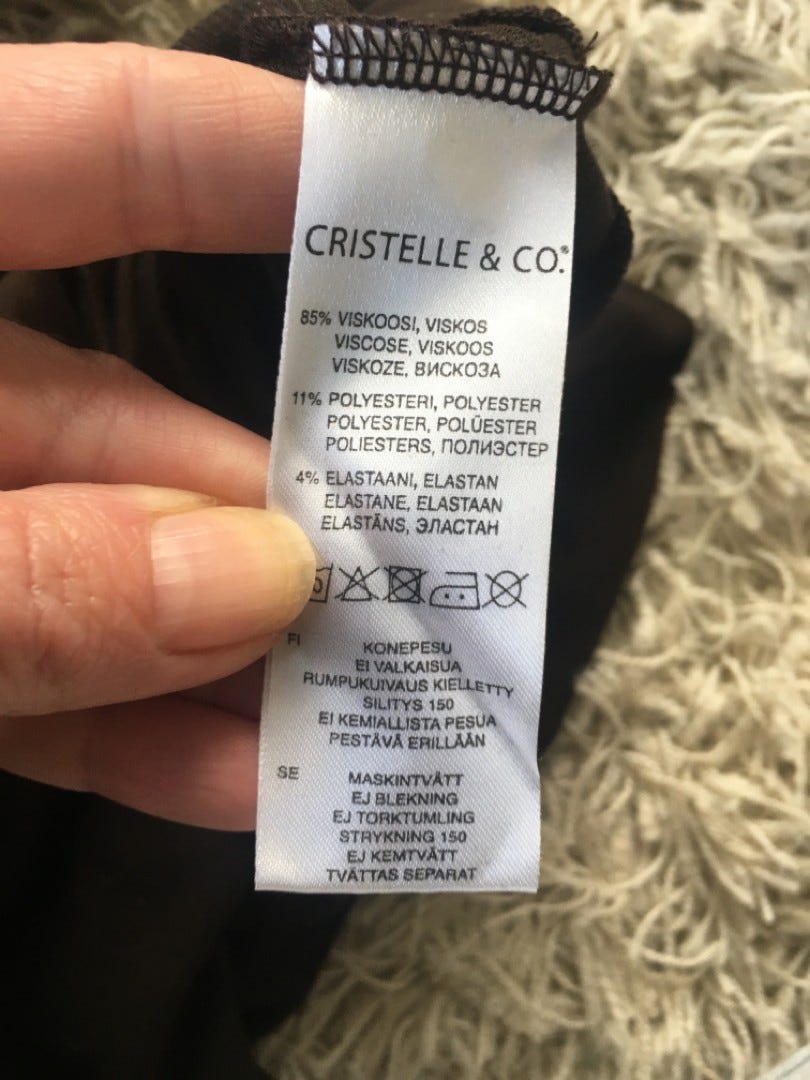 CRISTELLE & CO.®
85% VISKOOSI, VISKOS
VISCOSE, VISKOOS
VISKOZE, ВИСКОЗА
11% POLYESTERI, POLYESTER
POLYESTER, POLÜESTER
POLIESTERS, ПОЛИЭСТЕР
4% ELASTAANI, ELASTAN
ELASTANE, ELASTAAN
ELASTĀNS, ЭЛАСТАН
FI KONEPESU
EI VALKAISUA
RUMPUKUIVAUS KIELLETTY
SILITYS 150
EI KEMIALLISTA PESUA
PESTÄVÄ ERILLÄÄN
SE MASKINTVÄTT
EJ BLEKNING
EJ TORKTUMLING
STRYKNING 150
EJ KEMTVÄTT
TVÄTTAS SEPARAT